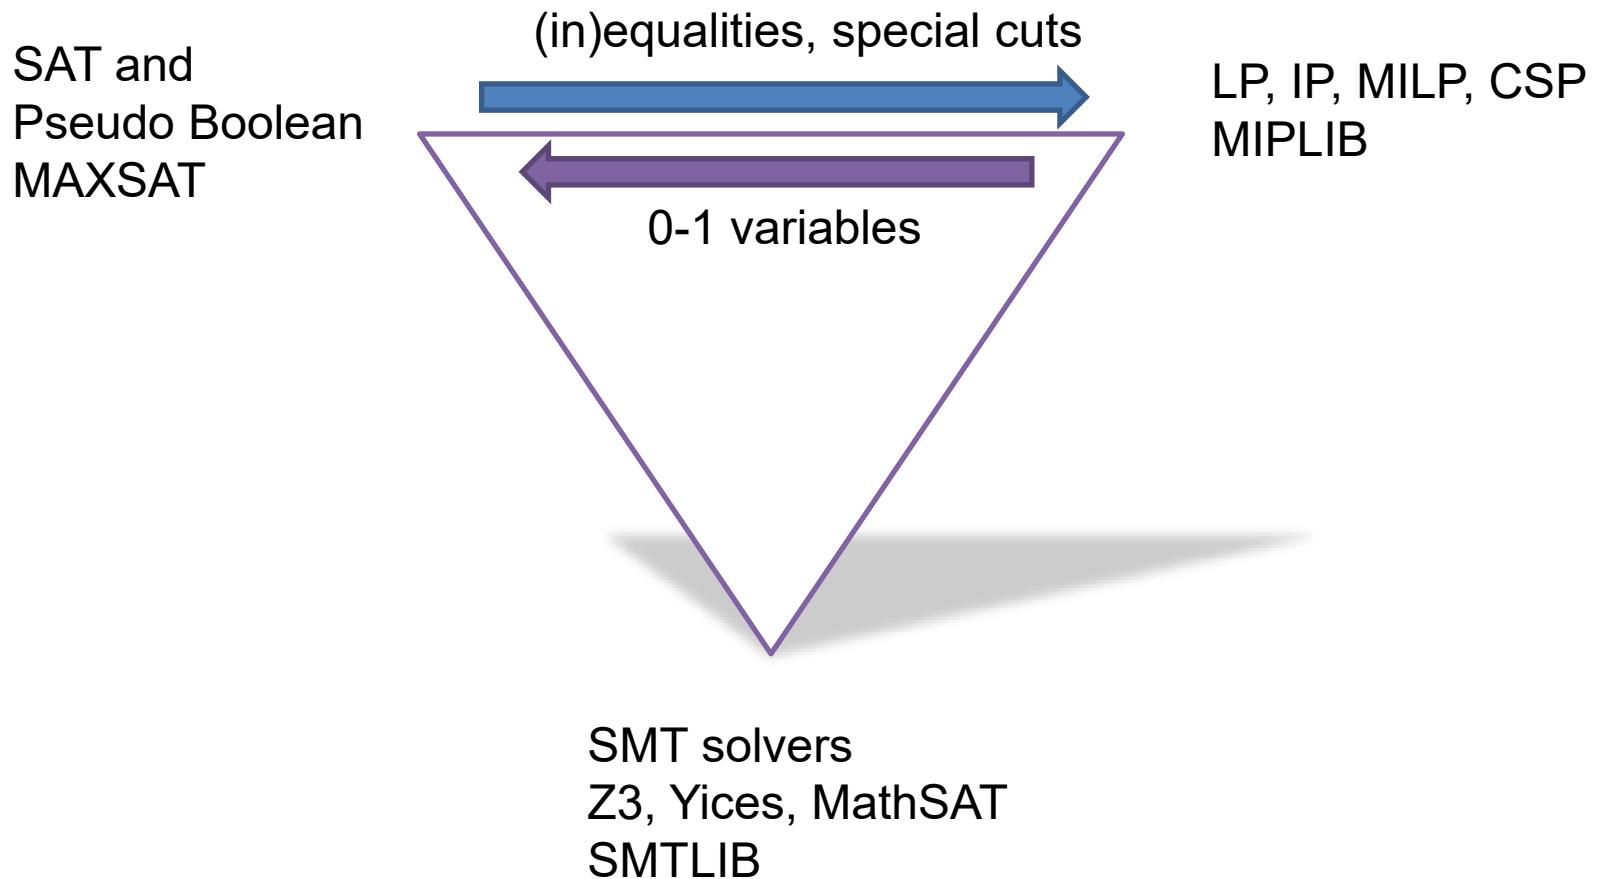 (in)equalities, special cuts
SAT and
Pseudo Boolean
MAXSAT
LP, IP, MILP, CSP
MIPLIB
0-1 variables
SMT solvers
Z3, Yices, MathSAT
SMTLIB